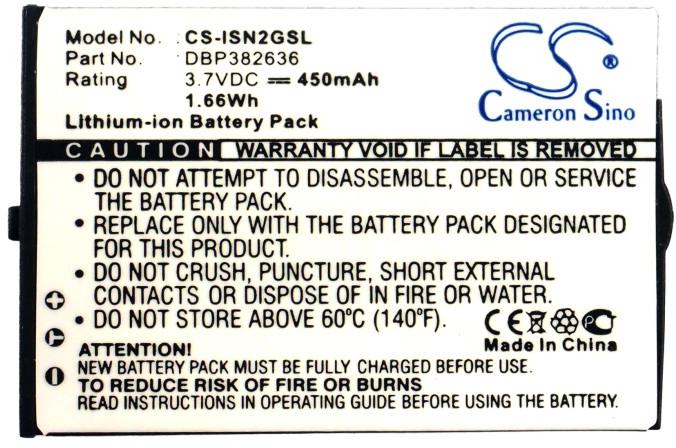 Model No. : CS-ISN2GSL
Part No. : DBP382636
Rating : 3.7VDC ⎓ 450mAh
1.66Wh
Lithium-ion Battery Pack
CS
®
Cameron Sino
CAUTION WARRANTY VOID IF LABEL IS REMOVED
• DO NOT ATTEMPT TO DISASSEMBLE, OPEN OR SERVICE
THE BATTERY PACK.
• REPLACE ONLY WITH THE BATTERY PACK DESIGNATED
FOR THIS PRODUCT.
• DO NOT CRUSH, PUNCTURE, SHORT EXTERNAL
CONTACTS OR DISPOSE OF IN FIRE OR WATER.
• DO NOT STORE ABOVE 60°C (140°F).
CE
PC
Made In China
ATTENTION!
NEW BATTERY PACK MUST BE FULLY CHARGED BEFORE USE.
TO REDUCE RISK OF FIRE OR BURNS
READ INSTRUCTIONS IN OPERATING GUIDE BEFORE USING BATTERY.